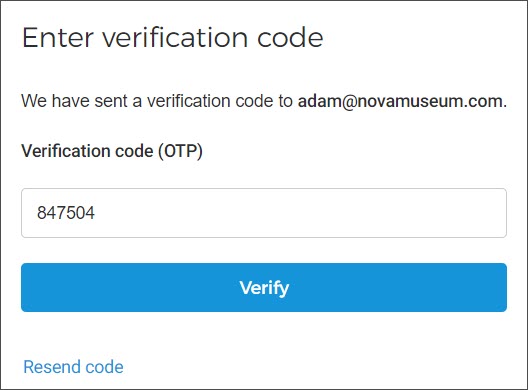 Enter verification code
We have sent a verification code to adam@novamuseum.com.
Verification code (OTP)
847504
Verify
Resend code